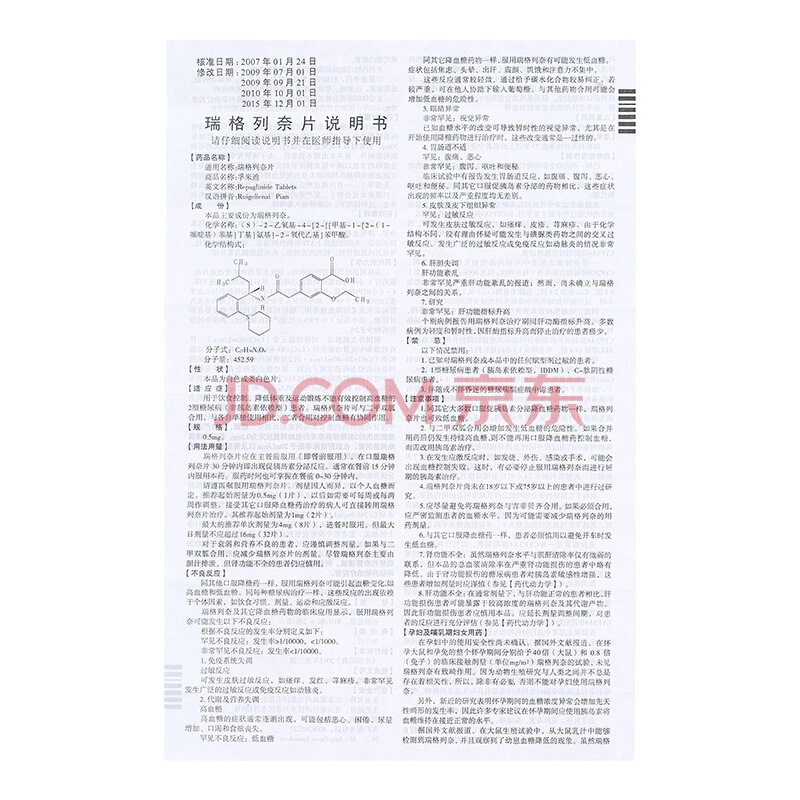 核准日期:2007年01月24日
修改日期:2009年07月01日
2009年09月21日
2010年10月01日
2015年12月01日
瑞格列奈片说明书
请仔细阅读说明书并在医师指导下使用
【药品名称】
通用名称:瑞格列奈片
商品名称:孚来迪
英文名称:Repaglinide Tablets
汉语拼音:Ruigelienai Pian
【成 份】
本品主要成份为瑞格列奈。
化学名称:(S)-2-乙氧基-4-[2-[[甲基-1-[2-(1-
哌啶基)苯基]丁基]氨基]-2-氧代乙基]苯甲酸。
化学结构式:
CH₃
H₃C
H
HN
O
O
OH
O
CH₃
N
分子式:C₂₇H₃₆N₂O₄
分子量:452.59
【性 状】
本品为白色或类白色片。
【适 应 症】
用于饮食控制、降低体重及运动锻炼不能有效控制高血糖的
2型糖尿病(非胰岛素依赖型)患者。瑞格列奈片可与二甲双胍
合用。与各自单独使用相比,二者合用对控制血糖有协同作用。
【规 格】
0.5mg。
【用法用量】
瑞格列奈片应在主餐前服用(即餐前服用)。在口服瑞格
列奈片30分钟内即出现促胰岛素分泌反应。通常在餐前15分钟
内服用本药。服药时间也可掌握在餐前0~30分钟内。
请遵医嘱服用瑞格列奈片。剂量因人而异,以个人血糖而
定。推荐起始剂量为0.5mg(1片),以后如需要可每周或每两
周作调整。接受其它口服降血糖药治疗的病人可直接转用瑞格
列奈片治疗。其推荐起始剂量为1mg(2片)。
最大的推荐单次剂量为4mg(8片),进餐时服用。但最大
日剂量不应超过16mg(32片)。
对于衰弱和营养不良的患者,应谨慎调整剂量。如果与二
甲双胍合用,应减少瑞格列奈片的剂量。尽管瑞格列奈主要由
胆汁排泄,但肾功能不全的患者仍应慎用。
【不良反应】
同其他口服降糖药一样,服用瑞格列奈可能引起血糖变化,如
高血糖和低血糖。同每种糖尿病治疗一样,这些反应的出现依赖
于个体因素,如饮食习惯、剂量、运动和应激反应。
瑞格列奈及其它降血糖药物的临床应用显示,服用瑞格列奈
可能发生以下不良反应:
根据不良反应的发生率分别定义如下:
罕见不良反应:发生率>1/10000,<1/1000。
非常罕见不良反应:发生率<1/10000。
1.免疫系统失调
过敏反应
可发生皮肤过敏反应,如瘙痒、发红、荨麻疹。非常罕见
发生广泛的过敏反应或免疫反应如动脉炎。
2.代谢及营养失调
高血糖
高血糖的症状通常逐渐出现,可能包括恶心、困倦、尿量
增加、口渴和食欲丧失。
罕见不良反应:低血糖
同其它降血糖药物一样,服用瑞格列奈有可能发生低血糖,
症状包括焦虑、头晕、出汗、震颤、饥饿和注意力不集中。
这些反应通常较轻微,通过给予碳水化合物较易纠正。若
较严重,可在他人协助下输入葡萄糖。与其他药物合用可能会
增加低血糖的危险性。
3.眼睛异常
非常罕见:视觉异常
已知血糖水平的改变可导致暂时性的视觉异常,尤其是在
开始使用降糖药物进行治疗时。这些改变通常是一过性的。
4.胃肠道不适
罕见:腹痛、恶心
非常罕见:腹泻、呕吐和便秘
临床试验中有报告发生胃肠道反应,如腹痛、腹泻、恶心、
呕吐和便秘。同其它口服促胰岛素分泌的药物相比,这些症状
出现的频率以及严重程度均无差别。
5.皮肤及皮下组织异常
罕见:过敏反应
可发生皮肤过敏反应,如瘙痒、皮疹、荨麻疹。由于化学
结构不同,没有理由怀疑可能发生与磺脲类药物之间的交叉过
敏反应。发生广泛的过敏反应或免疫反应如动脉炎的情况非常
罕见。
6.肝胆失调
肝功能紊乱
非常罕见严重肝功能紊乱的报道;然而,尚未确立与瑞格
列奈之间的关系。
7.研究
非常罕见:肝功能指标升高
个别病例报告用瑞格列奈治疗期间肝功酶指标升高。多数
病例为轻度和暂时性,因肝酶指标升高而停止治疗的患者极少。
【禁 忌】
以下情况禁用:
1.已知对瑞格列奈或本品中的任何赋型剂过敏的患者。
2.1型糖尿病患者(胰岛素依赖型,IDDM),C-肽阴性糖
尿病患者。
3.伴随或不伴昏迷的糖尿病酮症酸中毒患者。
【注意事项】
1.同其它大多数口服促胰岛素分泌降血糖药物一样,瑞格列奈片
也可致低血糖。
2.与二甲双胍合用会增加发生低血糖的危险性。如果合并
用药后仍发生持续高血糖,则不能再用口服降血糖药控制血糖,
而需改用胰岛素治疗。
3.在发生应激反应时,如发烧、外伤、感染或手术,可能会
出现血糖控制失败。这时,有必要停止服用瑞格列奈而进行短
期的胰岛素治疗。
4.瑞格列奈片尚未在18岁以下或75岁以上的患者中进行过研
究。
5.应尽量避免将瑞格列奈与吉非贝齐合用。如果必须合用,
应严密监测患者的血糖水平。因为可能需要减少瑞格列奈的用
药剂量。
6.与其它口服降血糖药一样,患者必须慎用以避免开车时发
生低血糖。
7.肾功能不全:虽然瑞格列奈水平与肌酐清除率仅有微弱的
联系,但本品的总血浆清除率在严重肾功能损伤的患者中略有
降低。由于肾功能损伤的糖尿病患者对胰岛素敏感性增强,这
些患者增加剂量时应谨慎(参见【药代动力学】)。
8.肝功能不全:在通常剂量下,与肝功能正常的患者相比,肝
功能损伤患者可能暴露于较高浓度的瑞格列奈及其代谢产物。
因此肝功能损伤患者应慎用本品。应延长剂量调整间期,对患
者的反应进行充分评估(参见【药代动力学】)。
【孕妇及哺乳期妇女用药】
在孕妇中的使用安全性尚未确认。据国外文献报道,在怀
孕大鼠和孕兔的整个怀孕期间分别给予40倍(大鼠)和0.8倍
(兔子)的临床接触剂量(单位mg/m²)瑞格列奈的试验,未见
瑞格列奈有致畸作用。因为动物生殖研究与人类之间并不总是
存在着相关性,所以,除非有必要,否则不能对孕妇使用瑞格列
奈。
另外,新近的研究表明怀孕期间的血糖浓度异常会增加先天
性畸形的发生率,因此许多专家建议在怀孕期间应使用胰岛素将
血糖维持在接近正常的水平。
据国外文献报道,在大鼠生殖试验中,从大鼠乳汁中能够
检测到瑞格列奈,并且观察到了幼崽血糖降低的现象。虽然瑞格
JD.COM 京东